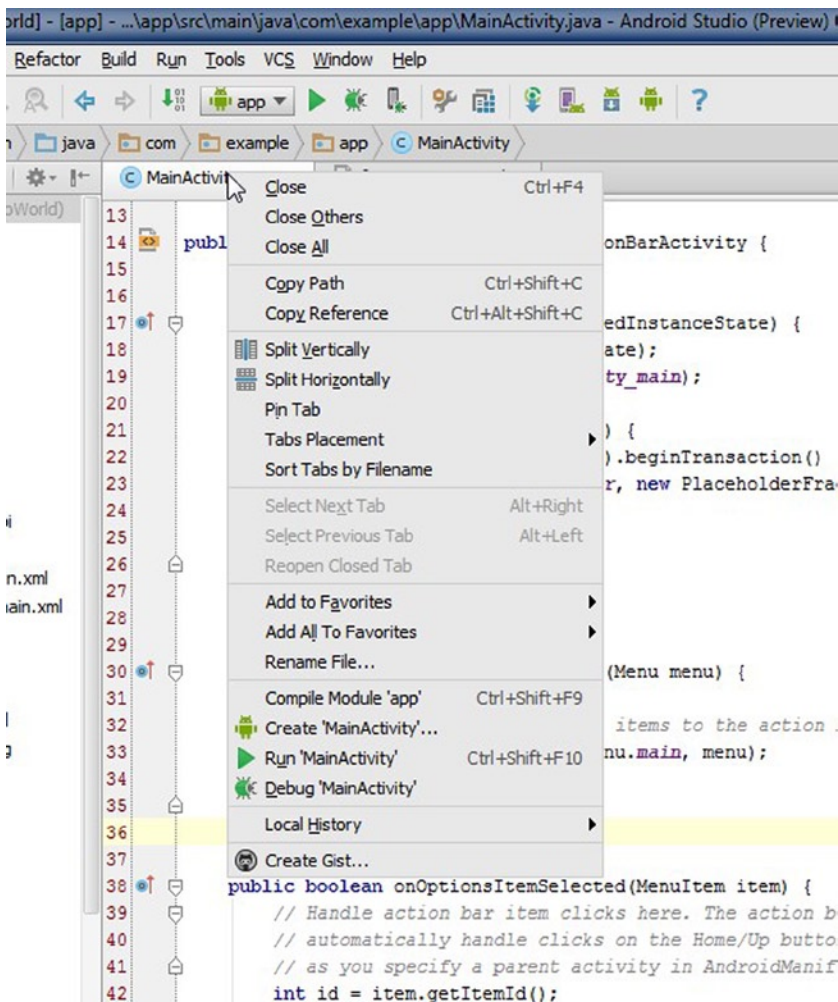 [app] - ...\app\src\main\java\com\example\app\MainActivity.java - Android Studio (Preview)
Refactor Build Run Tools VCS Window Help
app
java com example app MainActivity
MainActivity
13
14 onBarActivity {
15
16
17 edInstanceState) {
18 ate);
19 ty_main);
20
21 ) {
22 ).beginTransaction()
23 r, new PlaceholderFra
24
25
26
27
28
29
30 (Menu menu) {
31
32 items to the action
33 nu.main, menu);
34
35
36
37
38 public boolean onOptionsItemSelected(MenuItem item) {
39 // Handle action bar item clicks here. The action b
40 // automatically handle clicks on the Home/Up butto
41 // as you specify a parent activity in AndroidManif
42 int id = item.getItemId();
n.xml
ain.xml
Close Ctrl+F4
Close Others
Close All
Copy Path Ctrl+Shift+C
Copy Reference Ctrl+Alt+Shift+C
Split Vertically
Split Horizontally
Pin Tab
Tabs Placement
Sort Tabs by Filename
Select Next Tab Alt+Right
Select Previous Tab Alt+Left
Reopen Closed Tab
Add to Favorites
Add All To Favorites
Rename File...
Compile Module 'app' Ctrl+Shift+F9
Create 'MainActivity'...
Run 'MainActivity' Ctrl+Shift+F10
Debug 'MainActivity'
Local History
Create Gist...